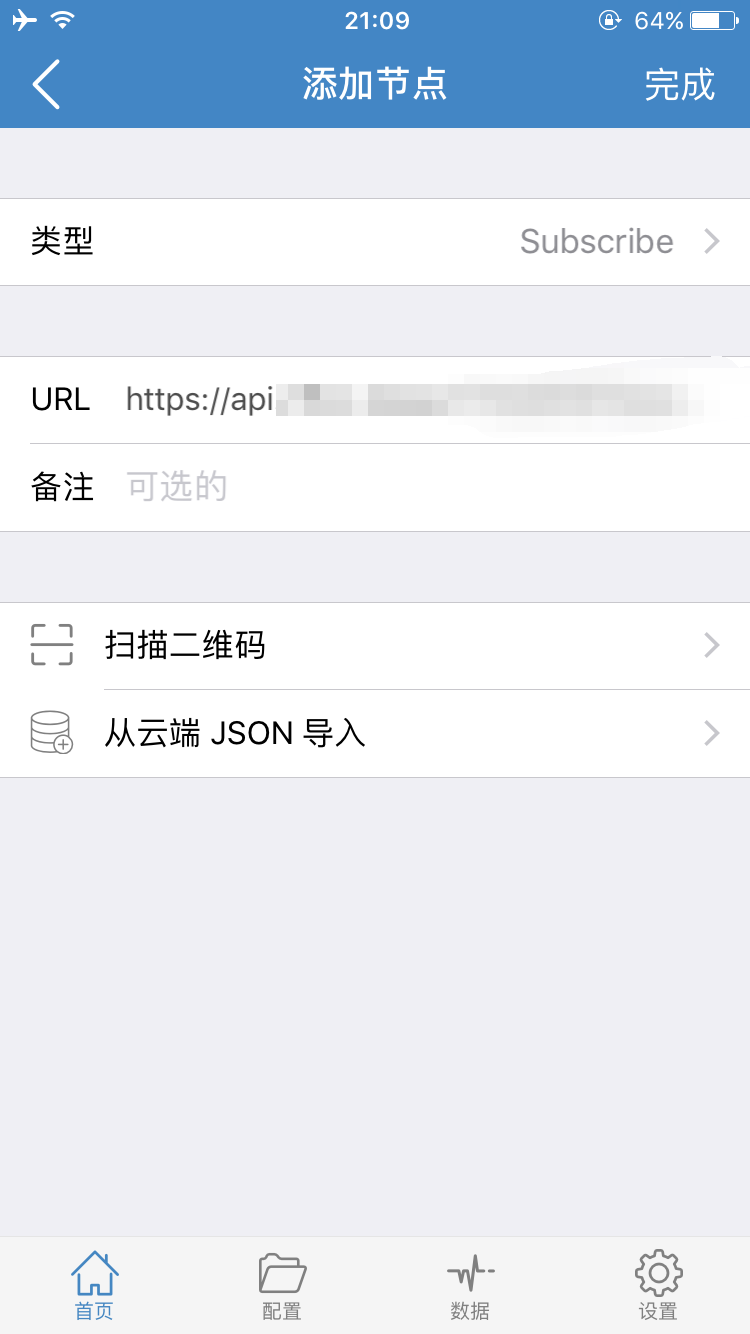 21:09 64%
添加节点 完成
类型 Subscribe
URL https://api
备注 可选的
扫描二维码
从云端 JSON 导入
首页 配置 数据 设置